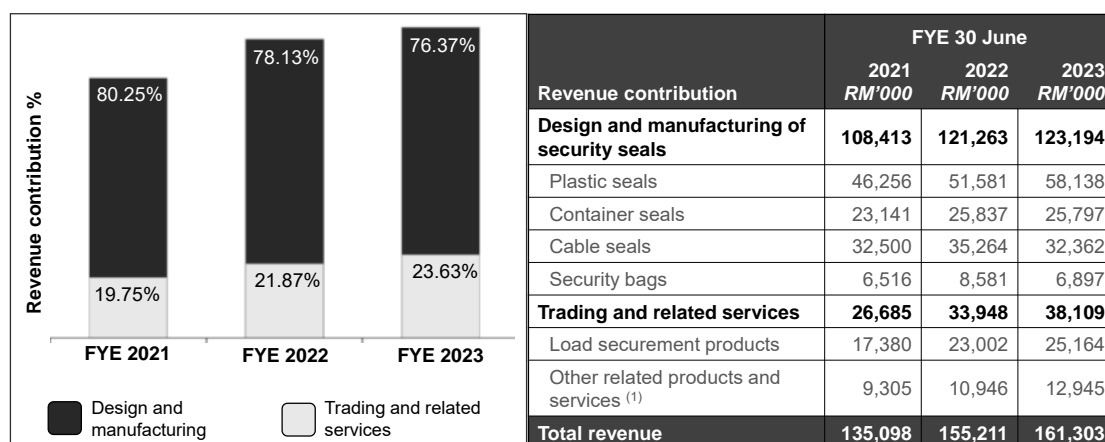 Revenue contribution %
80.25%
78.13%
76.37%
19.75%
21.87%
23.63%
FYE 2021
FYE 2022
FYE 2023
Design and
manufacturing
Trading and related
services
FYE 30 June
Revenue contribution 2021 RM'000 2022 RM'000 2023 RM'000
Design and manufacturing of
security seals 108,413 121,263 123,194
Plastic seals 46,256 51,581 58,138
Container seals 23,141 25,837 25,797
Cable seals 32,500 35,264 32,362
Security bags 6,516 8,581 6,897
Trading and related services 26,685 33,948 38,109
Load securement products 17,380 23,002 25,164
Other related products and
services (1) 9,305 10,946 12,945
Total revenue 135,098 155,211 161,303